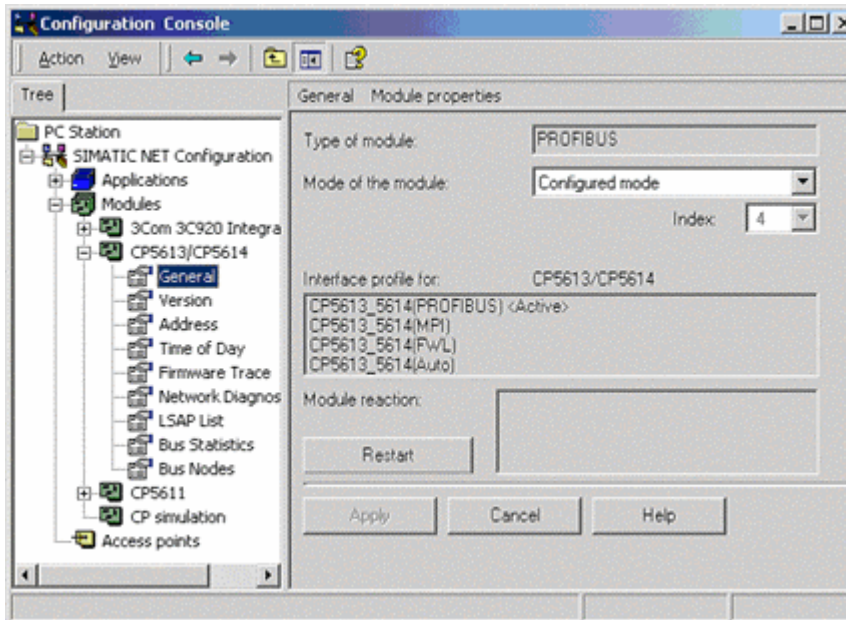 Configuration Console
Action View
Tree
General Module properties
PC Station
SIMATIC NET Configuration
Applications
Modules
3Com 3C920 Integra
CP5613/CP5614
General
Version
Address
Time of Day
Firmware Trace
Network Diagnos
LSAP List
Bus Statistics
Bus Nodes
CP5611
CP simulation
Access points
Type of module: PROFIBUS
Mode of the module: Configured mode
Index: 4
Interface profile for: CP5613/CP5614
CP5613_5614(PROFIBUS) <Active>
CP5613_5614(MPI)
CP5613_5614(FWL)
CP5613_5614(Auto)
Module reaction:
Restart
Apply Cancel Help